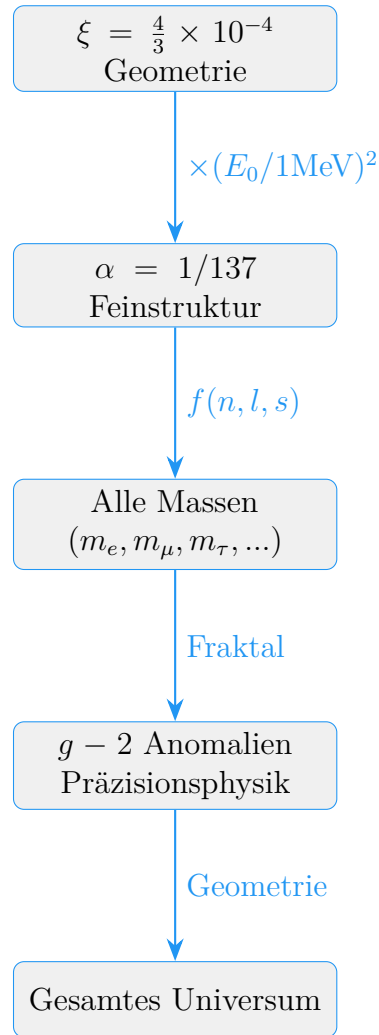 ξ = 4/3 × 10⁻⁴
Geometrie
×(E₀/1MeV)²
α = 1/137
Feinstruktur
f(n, l, s)
Alle Massen
(mₑ, m_μ, m_τ, ...)
Fraktal
g − 2 Anomalien
Präzisionsphysik
Geometrie
Gesamtes Universum